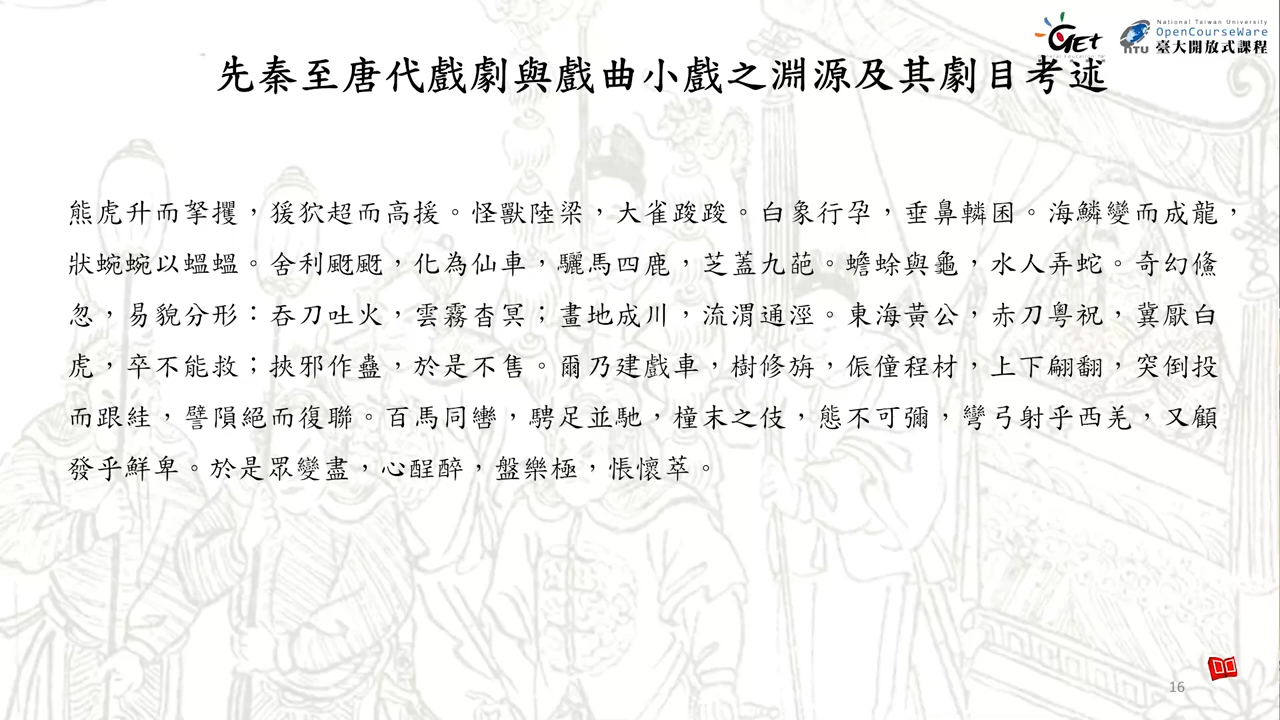 GET
National Taiwan University
OpenCourseWare
NTU 臺大開放式課程
先秦至唐代戲劇與戲曲小戲之淵源及其劇目考述
熊虎升而挐攫，猨狖超而高援。怪獸陸梁，大雀踆踆。白象行孕，垂鼻轔囷。海鱗變而成龍，
狀蜿蜿以蝹蝹。舍利颬颬，化為仙車，驪馬四鹿，芝蓋九葩。蟾蜍與龜，水人弄蛇。奇幻儵
忽，易貌分形：吞刀吐火，雲霧杳冥；畫地成川，流渭通涇。東海黃公，赤刀粵祝，冀厭白
虎，卒不能救；挾邪作蠱，於是不售。爾乃建戲車，樹修旃，侲僮程材，上下翩翻，突倒投
而跟絓，譬隕絕而復聯。百馬同轡，騁足並馳，橦末之伎，態不可彌，彎弓射乎西羌，又顧
發乎鮮卑。於是眾變盡，心酲醉，盤樂極，悵懷萃。
16